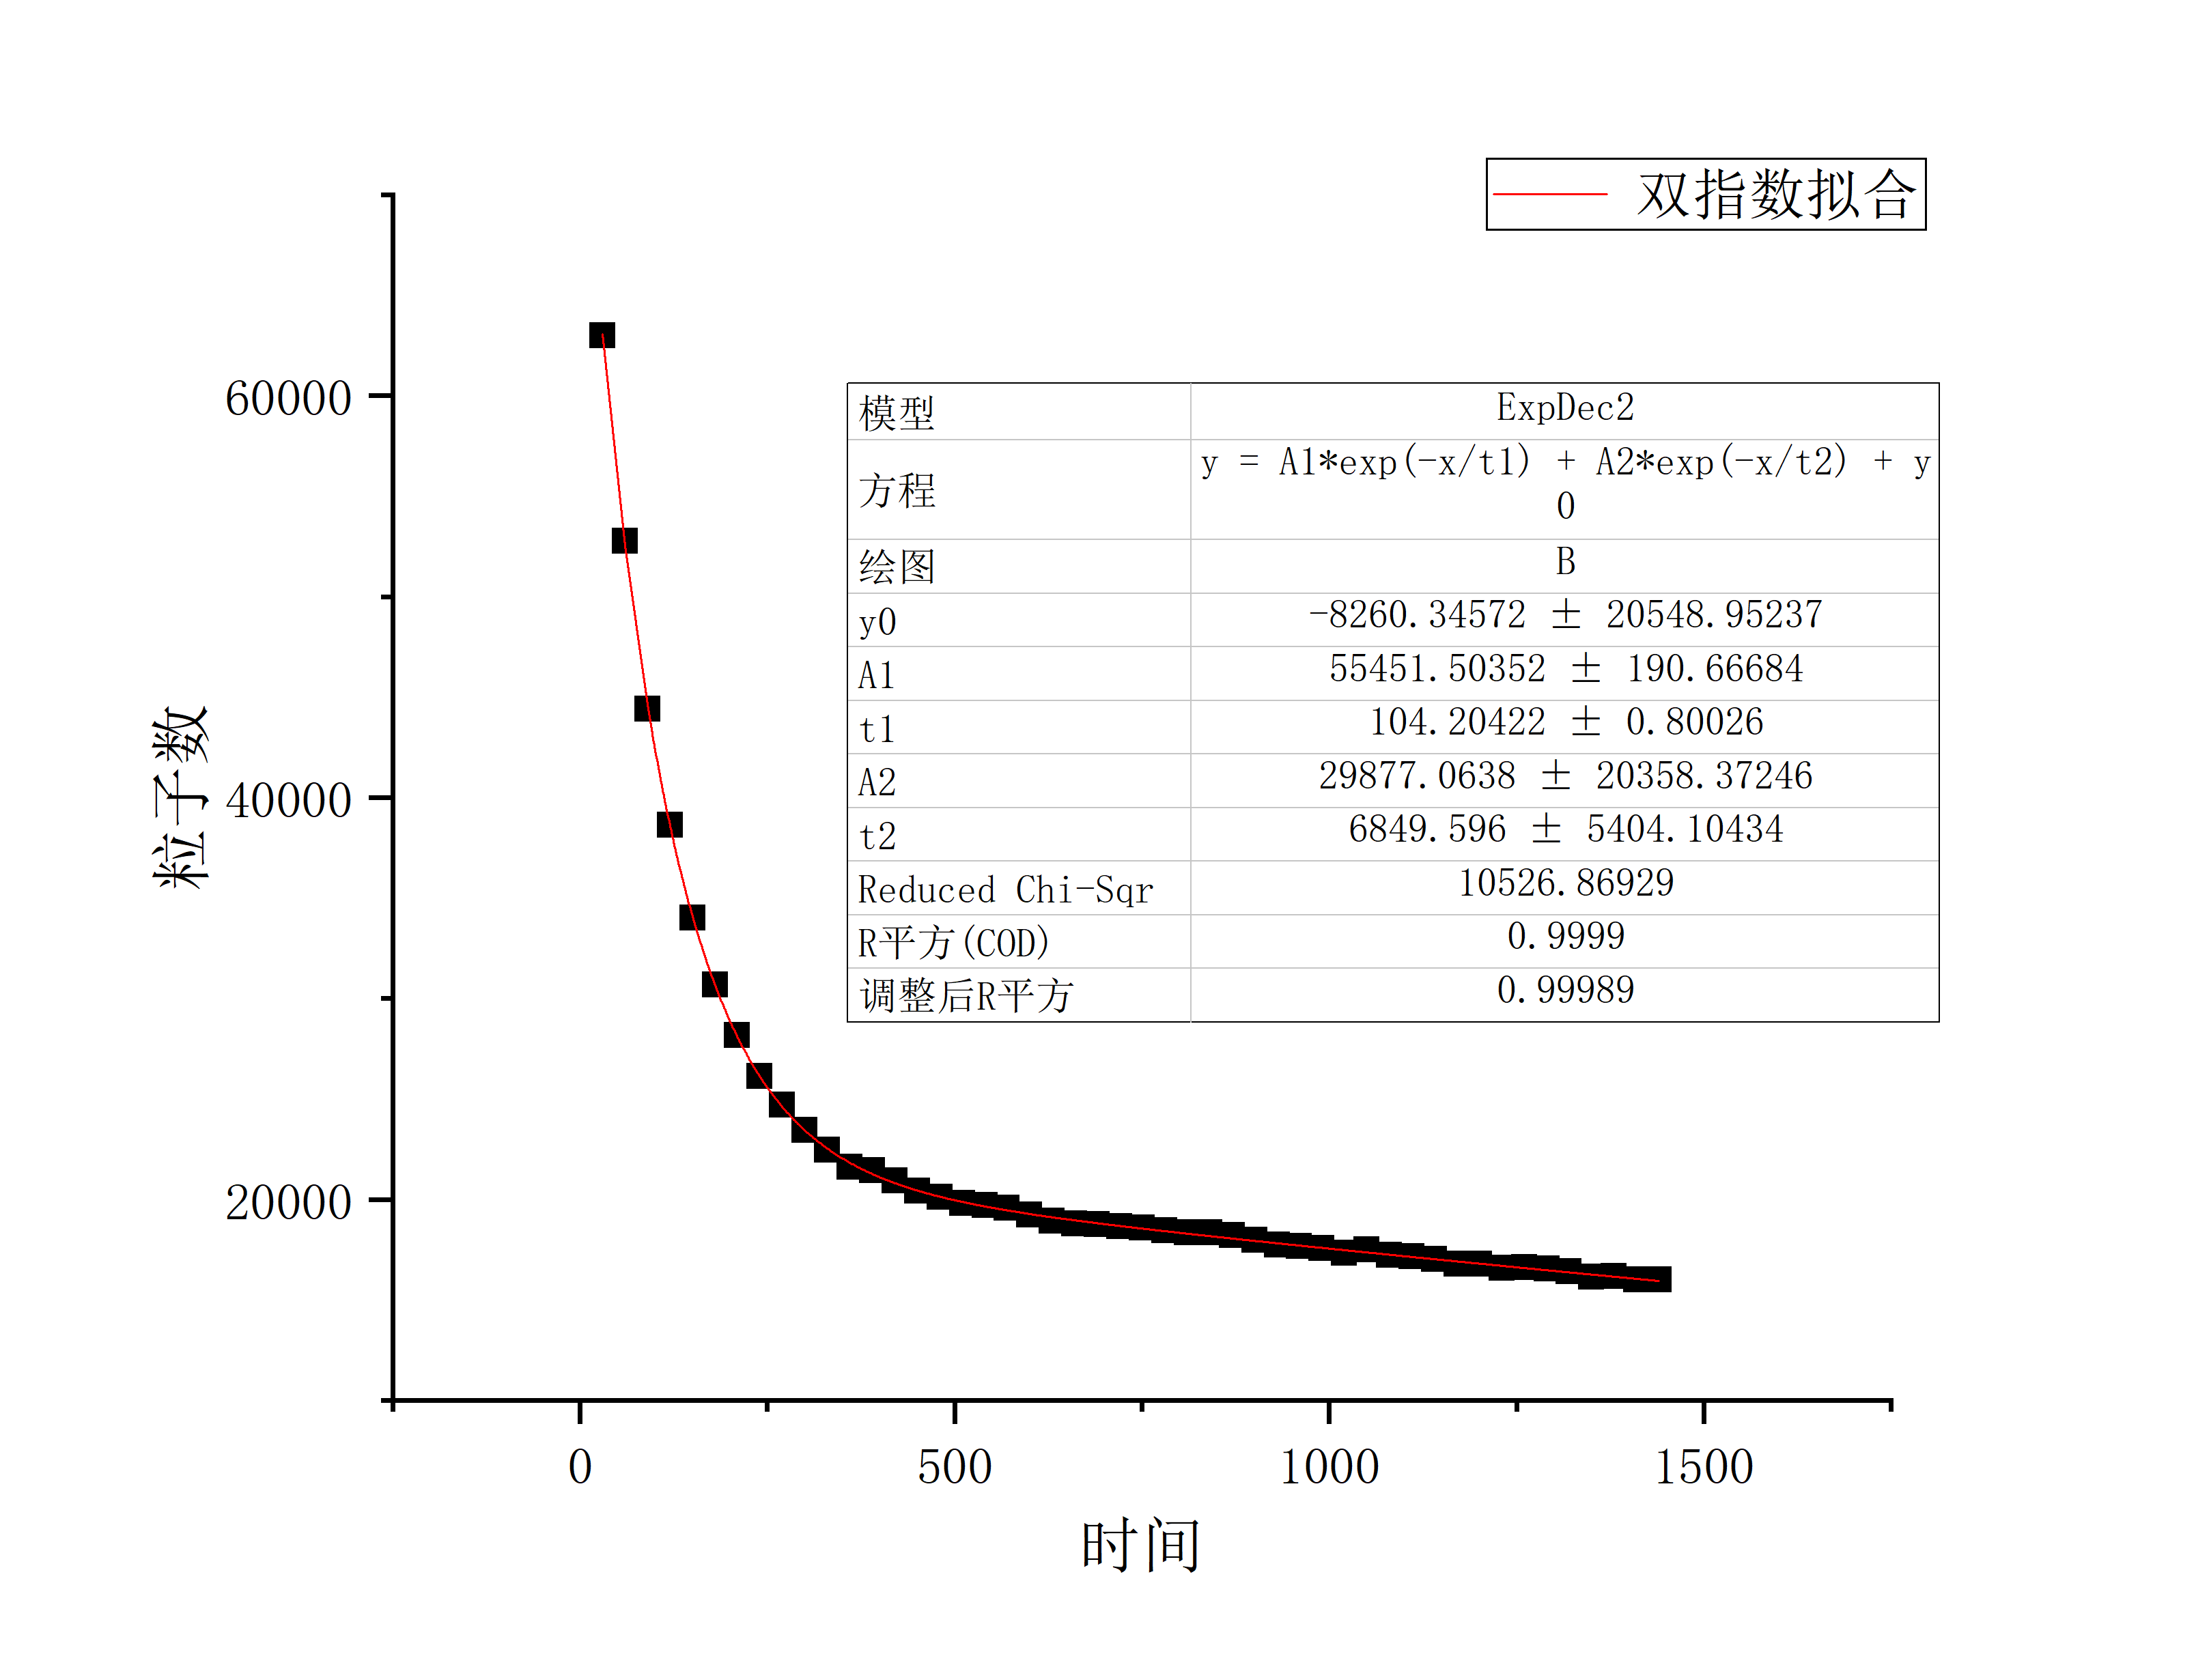 双指数拟合
60000
40000
20000
粒子数
模型 ExpDec2
方程 y = A1*exp(-x/t1) + A2*exp(-x/t2) + y
0
绘图 B
y0 -8260.34572 ± 20548.95237
A1 55451.50352 ± 190.66684
t1 104.20422 ± 0.80026
A2 29877.0638 ± 20358.37246
t2 6849.596 ± 5404.10434
Reduced Chi-Sqr 10526.86929
R平方(COD) 0.9999
调整后R平方 0.99989
0 500 1000 1500
时间